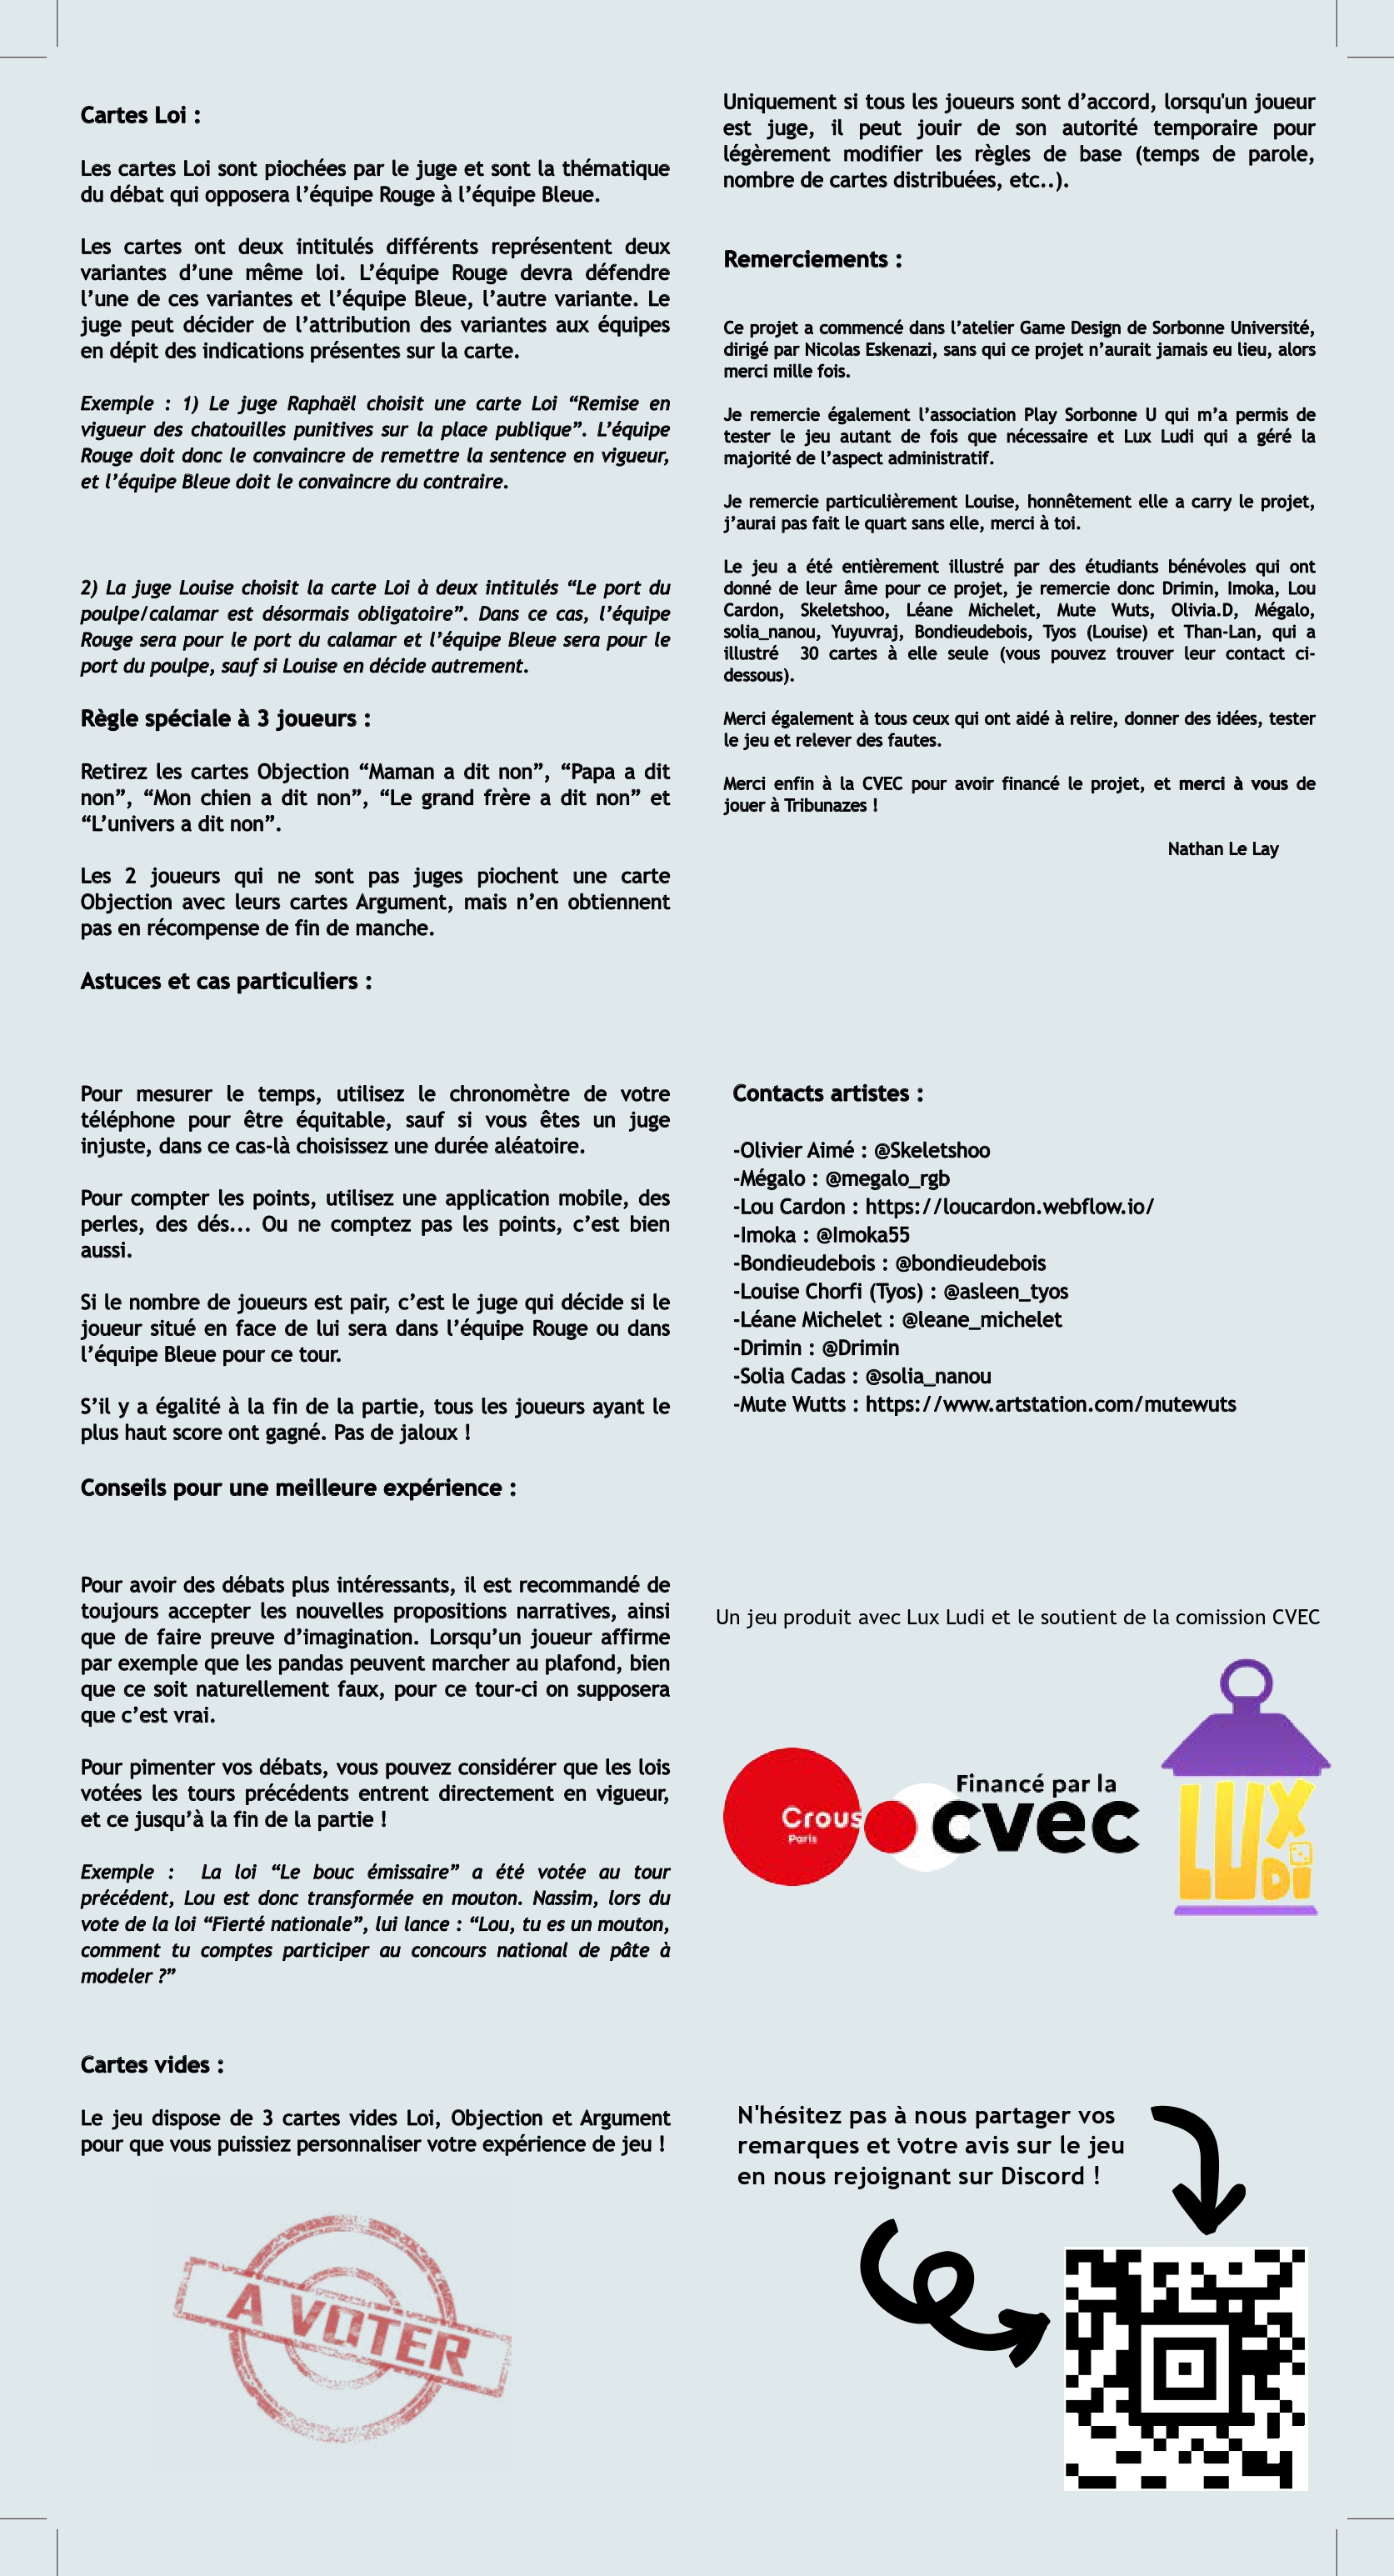 Cartes Loi :
Les cartes Loi sont piochées par le juge et sont la thématique
du débat qui opposera l’équipe Rouge à l’équipe Bleue.
Les cartes ont deux intitulés différents représentent deux
variantes d’une même loi. L’équipe Rouge devra défendre
l’une de ces variantes et l’équipe Bleue, l’autre variante. Le
juge peut décider de l’attribution des variantes aux équipes
en dépit des indications présentes sur la carte.
Exemple : 1) Le juge Raphaël choisit une carte Loi “Remise en
vigueur des chatouilles punitives sur la place publique”. L’équipe
Rouge doit donc le convaincre de remettre la sentence en vigueur,
et l’équipe Bleue doit le convaincre du contraire.
2) La juge Louise choisit la carte Loi à deux intitulés “Le port du
poulpe/calamar est désormais obligatoire”. Dans ce cas, l’équipe
Rouge sera pour le port du calamar et l’équipe Bleue sera pour le
port du poulpe, sauf si Louise en décide autrement.
Règle spéciale à 3 joueurs :
Retirez les cartes Objection “Maman a dit non”, “Papa a dit
non”, “Mon chien a dit non”, “Le grand frère a dit non” et
“L’univers a dit non”.
Les 2 joueurs qui ne sont pas juges piochent une carte
Objection avec leurs cartes Argument, mais n’en obtiennent
pas en récompense de fin de manche.
Astuces et cas particuliers :
Pour mesurer le temps, utilisez le chronomètre de votre
téléphone pour être équitable, sauf si vous êtes un juge
injuste, dans ce cas-là choisissez une durée aléatoire.
Pour compter les points, utilisez une application mobile, des
perles, des dés... Ou ne comptez pas les points, c’est bien
aussi.
Si le nombre de joueurs est pair, c’est le juge qui décide si le
joueur situé en face de lui sera dans l’équipe Rouge ou dans
l’équipe Bleue pour ce tour.
S’il y a égalité à la fin de la partie, tous les joueurs ayant le
plus haut score ont gagné. Pas de jaloux !
Conseils pour une meilleure expérience :
Pour avoir des débats plus intéressants, il est recommandé de
toujours accepter les nouvelles propositions narratives, ainsi
que de faire preuve d’imagination. Lorsqu’un joueur affirme
par exemple que les pandas peuvent marcher au plafond, bien
que ce soit naturellement faux, pour ce tour-ci on supposera
que c’est vrai.
Pour pimenter vos débats, vous pouvez considérer que les lois
votées les tours précédents entrent directement en vigueur,
et ce jusqu’à la fin de la partie !
Exemple : La loi “Le bouc émissaire” a été votée au tour
précédent, Lou est donc transformée en mouton. Nassim, lors du
vote de la loi “Fierté nationale”, lui lance : “Lou, tu es un mouton,
comment tu comptes participer au concours national de pâte à
modeler ?”
Cartes vides :
Le jeu dispose de 3 cartes vides Loi, Objection et Argument
pour que vous puissiez personnaliser votre expérience de jeu !
A VOTER
Uniquement si tous les joueurs sont d’accord, lorsqu'un joueur
est juge, il peut jouir de son autorité temporaire pour
légèrement modifier les règles de base (temps de parole,
nombre de cartes distribuées, etc..).
Remerciements :
Ce projet a commencé dans l’atelier Game Design de Sorbonne Université,
dirigé par Nicolas Eskenazi, sans qui ce projet n’aurait jamais eu lieu, alors
merci mille fois.
Je remercie également l’association Play Sorbonne U qui m’a permis de
tester le jeu autant de fois que nécessaire et Lux Ludi qui a géré la
majorité de l’aspect administratif.
Je remercie particulièrement Louise, honnêtement elle a carry le projet,
j’aurai pas fait le quart sans elle, merci à toi.
Le jeu a été entièrement illustré par des étudiants bénévoles qui ont
donné de leur âme pour ce projet, je remercie donc Drimin, Imoka, Lou
Cardon, Skeletshoo, Léane Michelet, Mute Wuts, Olivia.D, Mégalo,
solia_nanou, Yuyuvraj, Bondieudebois, Tyos (Louise) et Than-Lan, qui a
illustré 30 cartes à elle seule (vous pouvez trouver leur contact ci-
dessous).
Merci également à tous ceux qui ont aidé à relire, donner des idées, tester
le jeu et relever des fautes.
Merci enfin à la CVEC pour avoir financé le projet, et merci à vous de
jouer à Tribunazes !
Nathan Le Lay
Contacts artistes :
-Olivier Aimé : @Skeletshoo
-Mégalo : @megalo_rgb
-Lou Cardon : https://loucardon.webflow.io/
-Imoka : @Imoka55
-Bondieudebois : @bondieudebois
-Louise Chorfi (Tyos) : @asleen_tyos
-Léane Michelet : @leane_michelet
-Drimin : @Drimin
-Solia Cadas : @solia_nanou
-Mute Wutts : https://www.artstation.com/mutewuts
Un jeu produit avec Lux Ludi et le soutient de la comission CVEC
Crous
Paris
Financé par la
cvec
LUX
LUDi
N'hésitez pas à nous partager vos
remarques et votre avis sur le jeu
en nous rejoignant sur Discord !